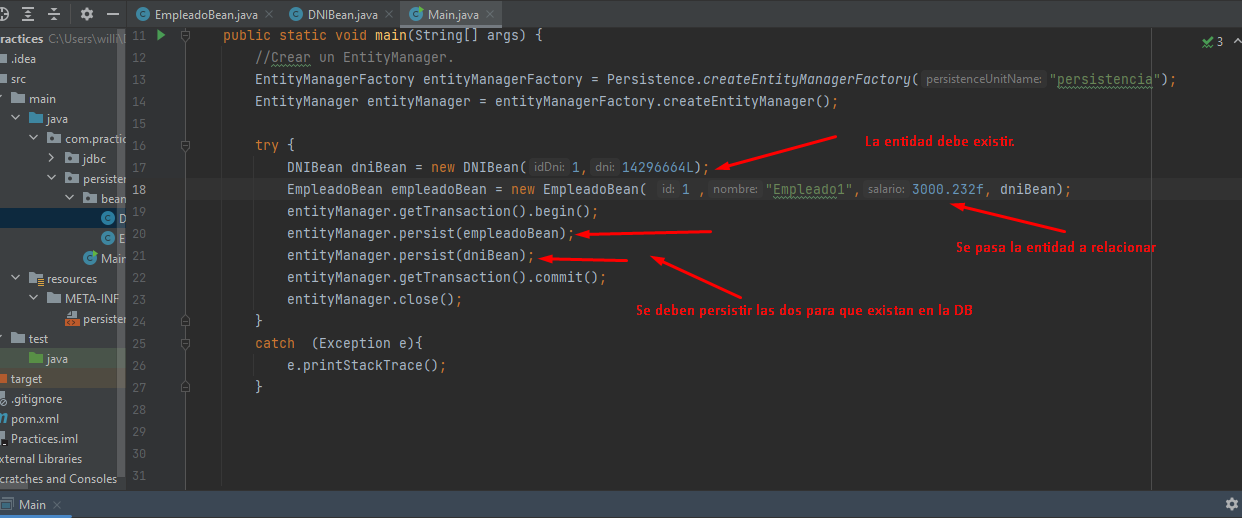 EmpleadoBean.java DNIBean.java Main.java
ractices C:\Users\willi\
.idea
src
main
java
com.practic
jdbc
persister
bean
D
E
Main
resources
META-INF
persister
test
java
target
.gitignore
pom.xml
Practices.iml
xternal Libraries
cratches and Consoles
11 public static void main(String[] args) {
12 //Crear un EntityManager.
13 EntityManagerFactory entityManagerFactory = Persistence.createEntityManagerFactory( persistenceUnitName: "persistencia");
14 EntityManager entityManager = entityManagerFactory.createEntityManager();
15
16 try {
17 DNIBean dniBean = new DNIBean( idDni: 1, dni: 14296664L);
18 EmpleadoBean empleadoBean = new EmpleadoBean( id: 1 , nombre: "Empleado1", salario: 3000.232f, dniBean);
19 entityManager.getTransaction().begin();
20 entityManager.persist(empleadoBean);
21 entityManager.persist(dniBean);
22 entityManager.getTransaction().commit();
23 entityManager.close();
24 }
25 catch (Exception e){
26 e.printStackTrace();
27 }
28
29
30
31
3
La entidad debe existir.
Se pasa la entidad a relacionar
Se deben persistir las dos para que existan en la DB
Main